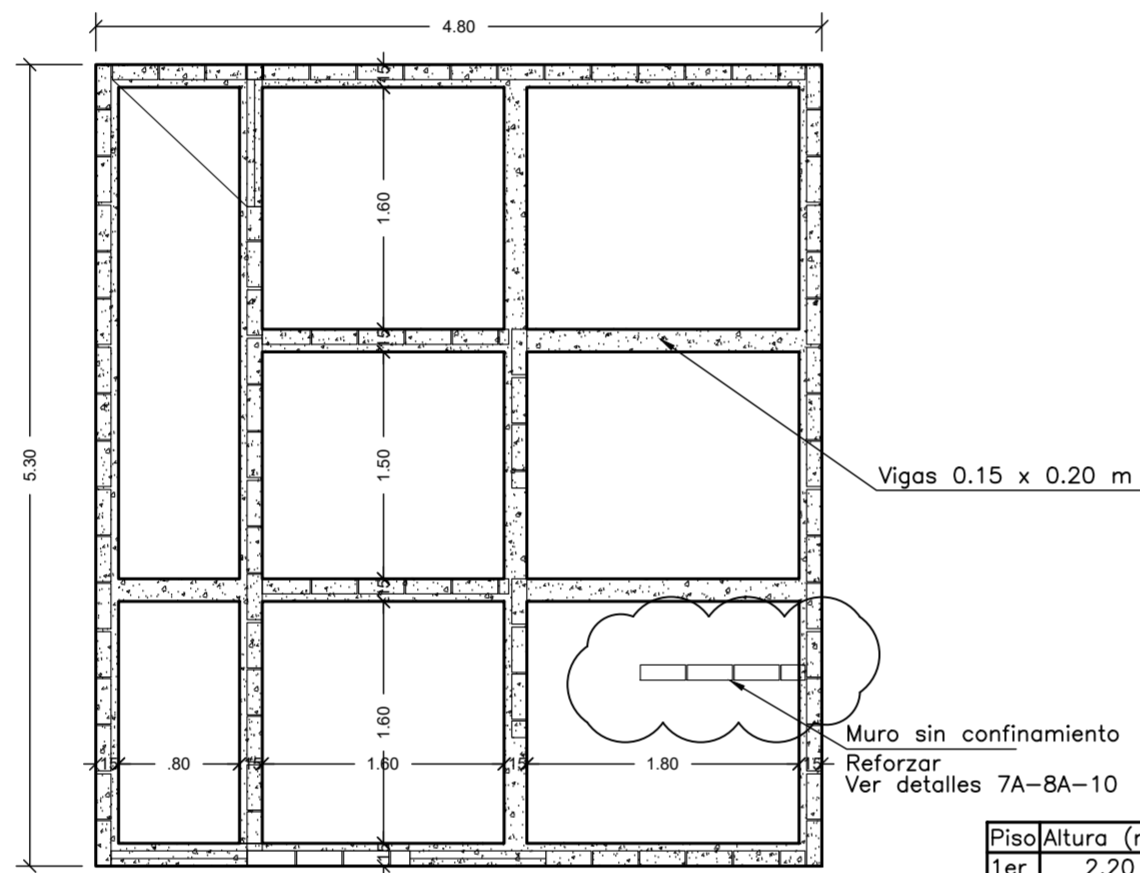 4.80
15
1.60
15
5.30
1.50
Vigas 0.15 x 0.20 m
15
1.60
Muro sin confinamiento
Reforzar
Ver detalles 7A-8A-10
15 .80 15 1.60 15 1.80 15
15
Piso Altura
1er 2.20